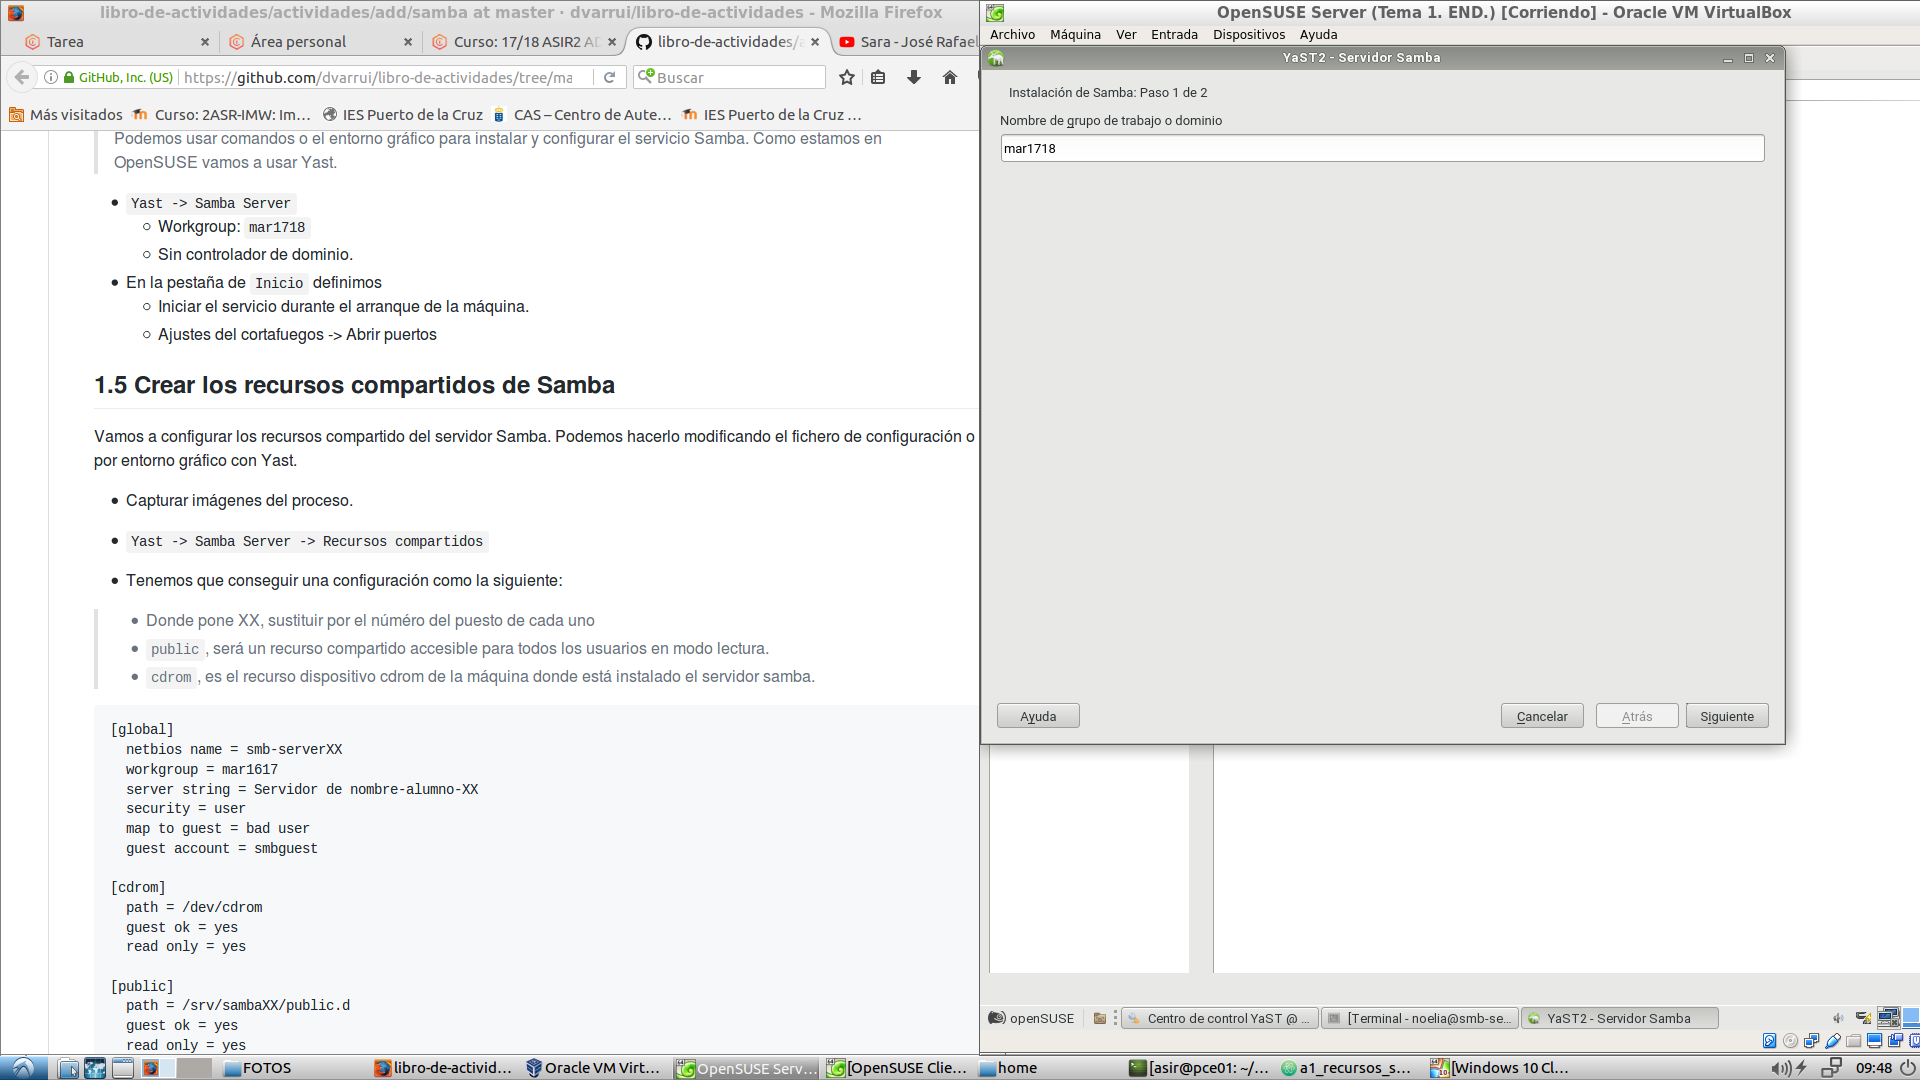 libro-de-actividades/actividades/add/samba at master · dvarrui/libro-de-actividades - Mozilla Firefox
Tarea
Área personal
Curso: 17/18 ASIR2 AD
libro-de-actividades/a
Sara - José Rafael
GitHub, Inc. (US)
https://github.com/dvarrui/libro-de-actividades/tree/ma
Buscar
Más visitados
Curso: 2ASR-IMW: Im...
IES Puerto de la Cruz
CAS – Centro de Aute...
IES Puerto de la Cruz ...
Podemos usar comandos o el entorno gráfico para instalar y configurar el servicio Samba. Como estamos en
OpenSUSE vamos a usar Yast.
Yast -> Samba Server
Workgroup: mar1718
Sin controlador de dominio.
En la pestaña de Inicio definimos
Iniciar el servicio durante el arranque de la máquina.
Ajustes del cortafuegos -> Abrir puertos
1.5 Crear los recursos compartidos de Samba
Vamos a configurar los recursos compartido del servidor Samba. Podemos hacerlo modificando el fichero de configuración o
por entorno gráfico con Yast.
Capturar imágenes del proceso.
Yast -> Samba Server -> Recursos compartidos
Tenemos que conseguir una configuración como la siguiente:
Donde pone XX, sustituir por el núméro del puesto de cada uno
public , será un recurso compartido accesible para todos los usuarios en modo lectura.
cdrom , es el recurso dispositivo cdrom de la máquina donde está instalado el servidor samba.
[global]
netbios name = smb-serverXX
workgroup = mar1617
server string = Servidor de nombre-alumno-XX
security = user
map to guest = bad user
guest account = smbguest
[cdrom]
path = /dev/cdrom
guest ok = yes
read only = yes
[public]
path = /srv/sambaXX/public.d
guest ok = yes
read only = yes
OpenSUSE Server (Tema 1. END.) [Corriendo] - Oracle VM VirtualBox
Archivo Máquina Ver Entrada Dispositivos Ayuda
YaST2 - Servidor Samba
Instalación de Samba: Paso 1 de 2
Nombre de grupo de trabajo o dominio
mar1718
Ayuda
Cancelar
Atrás
Siguiente
openSUSE
Centro de control YaST @ ...
[Terminal - noelia@smb-se...
YaST2 - Servidor Samba
FOTOS
libro-de-activid...
Oracle VM Virt...
OpenSUSE Serv...
[OpenSUSE Clie...
home
[asir@pce01: ~/...
a1_recursos_s...
[Windows 10 Cl...
09:48